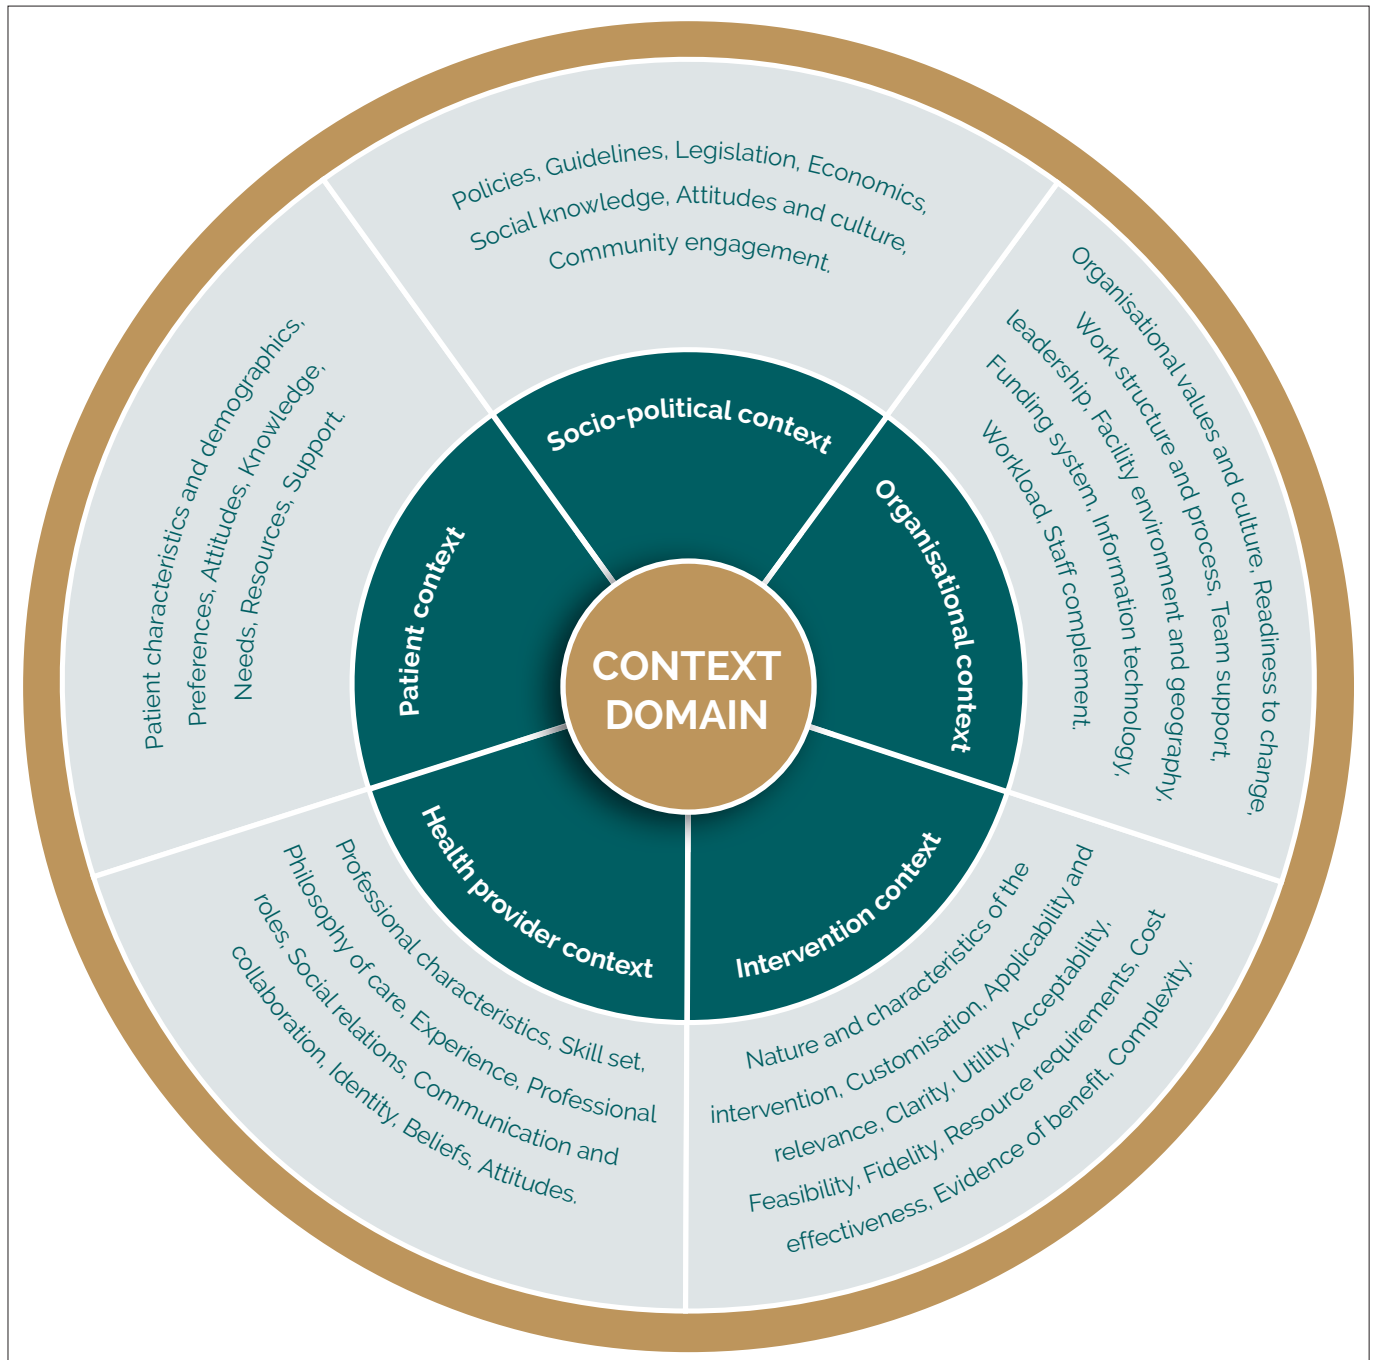 CONTEXT
DOMAIN
Socio-political context
Policies, Guidelines, Legislation, Economics,
Social knowledge, Attitudes and culture,
Community engagement.
Organisational context
Organisational values and culture, Readiness to change,
Work structure and process, Team support,
leadership, Facility environment and geography,
Funding system, Information technology,
Workload, Staff complement.
Intervention context
Nature and characteristics of the
intervention, Customisation, Applicability and
relevance, Clarity, Utility, Acceptability,
Feasibility, Fidelity, Resource requirements, Cost
effectiveness, Evidence of benefit, Complexity.
Health provider context
Professional characteristics, Skill set,
Philosophy of care, Experience, Professional
roles, Social relations, Communication and
collaboration, Identity, Beliefs, Attitudes.
Patient context
Patient characteristics and demographics,
Preferences, Attitudes, Knowledge,
Needs, Resources, Support.